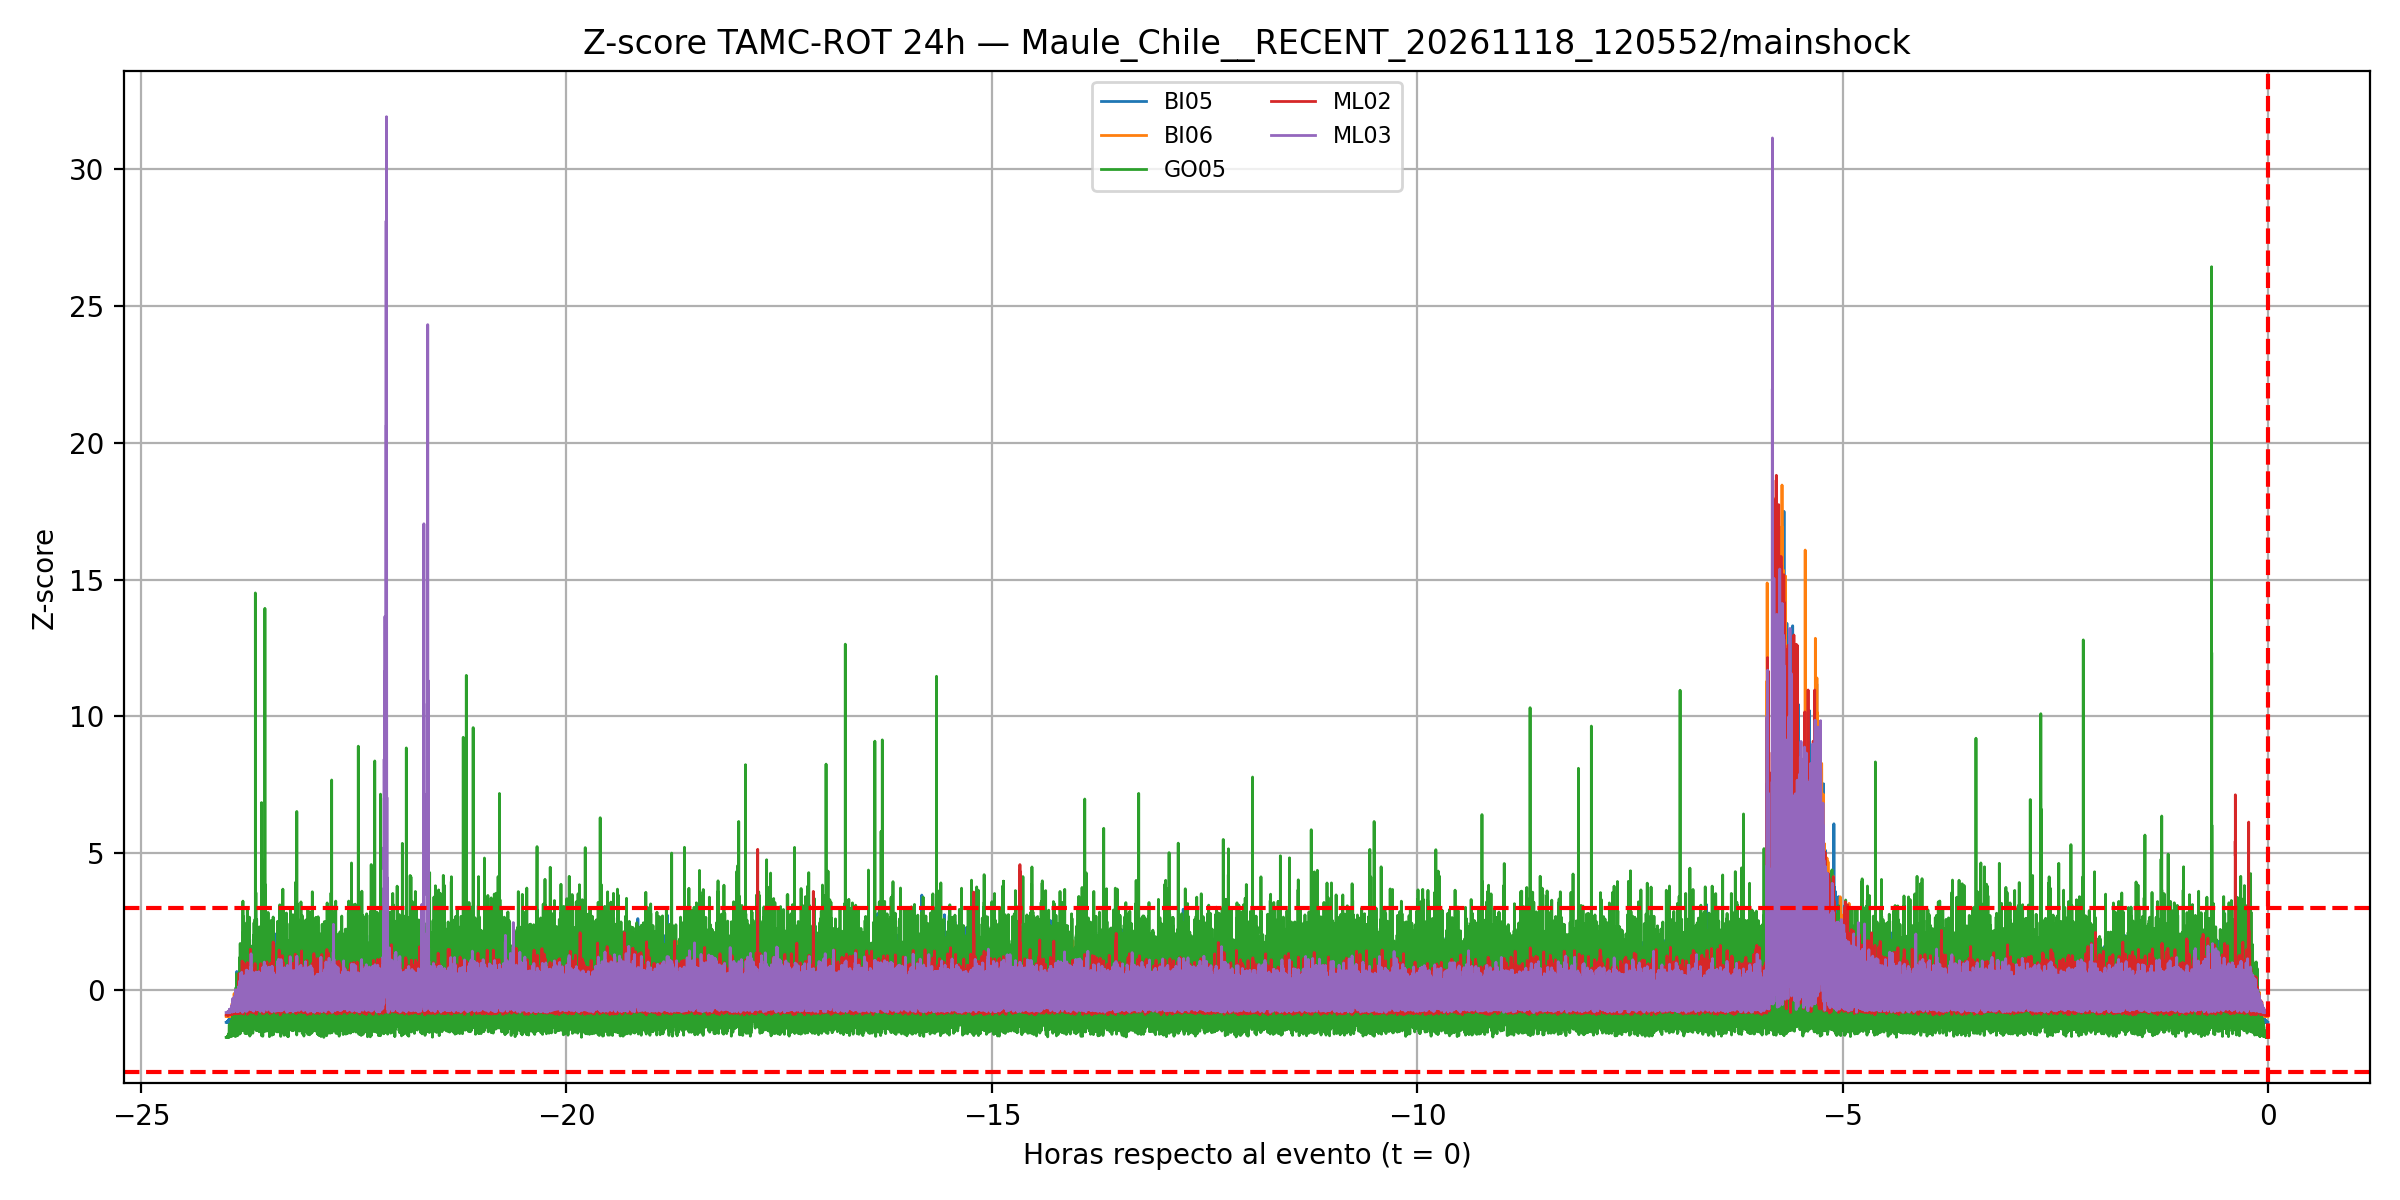 Z-score TAMC-ROT 24h — Maule_Chile__RECENT_20261118_120552/mainshock
BI05
BI06
GO05
ML02
ML03
Z-score
30
25
20
15
10
5
0
−25
−20
−15
−10
−5
0
Horas respecto al evento (t = 0)